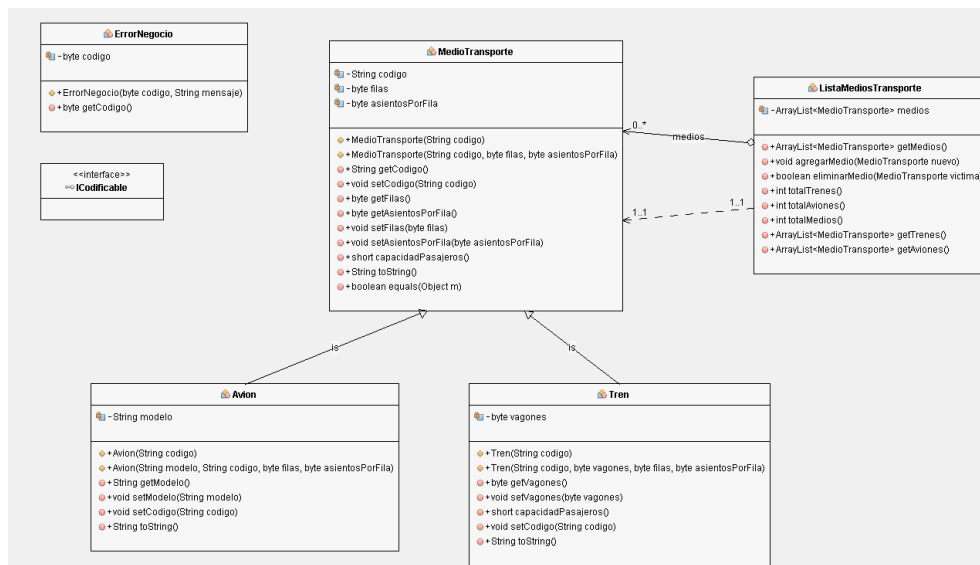 ErrorNegocio
- byte codigo
+ErrorNegocio(byte codigo, String mensaje)
+byte getCodigo()
<<interface>>
ICodificable
MedioTransporte
- String codigo
- byte filas
- byte asientosPorFila
+MedioTransporte(String codigo)
+MedioTransporte(String codigo, byte filas, byte asientosPorFila)
+String getCodigo()
+void setCodigo(String codigo)
+byte getFilas()
+byte getAsientosPorFila()
+void setFilas(byte filas)
+void setAsientosPorFila(byte asientosPorFila)
+short capacidadPasajeros()
+String toString()
+boolean equals(Object m)
0..*
medios
1..1
1..1
ListaMediosTransporte
-ArrayList<MedioTransporte> medios
+ArrayList<MedioTransporte> getMedios()
+void agregarMedio(MedioTransporte nuevo)
+boolean eliminarMedio(MedioTransporte victima)
+int totalTrenes()
+int totalAviones()
+int totalMedios()
+ArrayList<MedioTransporte> getTrenes()
+ArrayList<MedioTransporte> getAviones()
is
is
Avion
- String modelo
+Avion(String codigo)
+Avion(String modelo, String codigo, byte filas, byte asientosPorFila)
+String getModelo()
+void setModelo(String modelo)
+void setCodigo(String codigo)
+String toString()
Tren
- byte vagones
+Tren(String codigo)
+Tren(String codigo, byte vagones, byte filas, byte asientosPorFila)
+byte getVagones()
+void setVagones(byte vagones)
+short capacidadPasajeros()
+void setCodigo(String codigo)
+String toString()